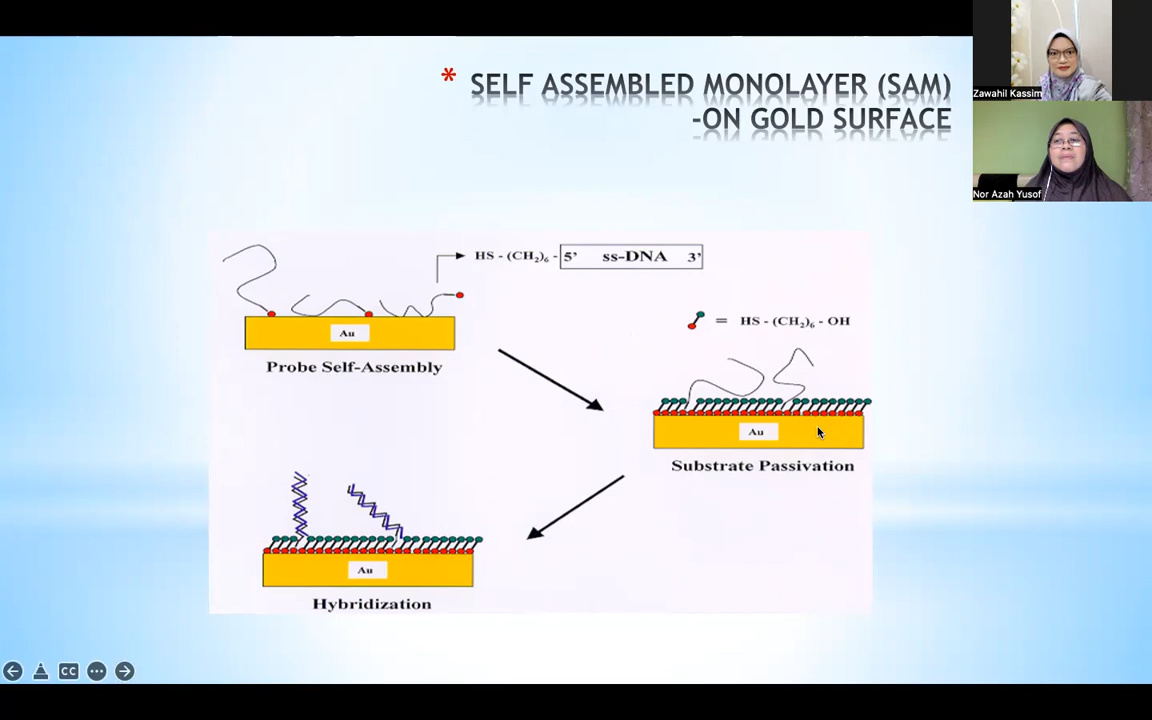 * SELF ASSEMBLED MONOLAYER (SAM)
-ON GOLD SURFACE
Zawahil Kassim
Nor Azah Yusof
HS - (CH₂)₆ - 5’ ss-DNA 3’
Au
Probe Self-Assembly
= HS - (CH₂)₆ - OH
Au
Substrate Passivation
Au
Hybridization
CC